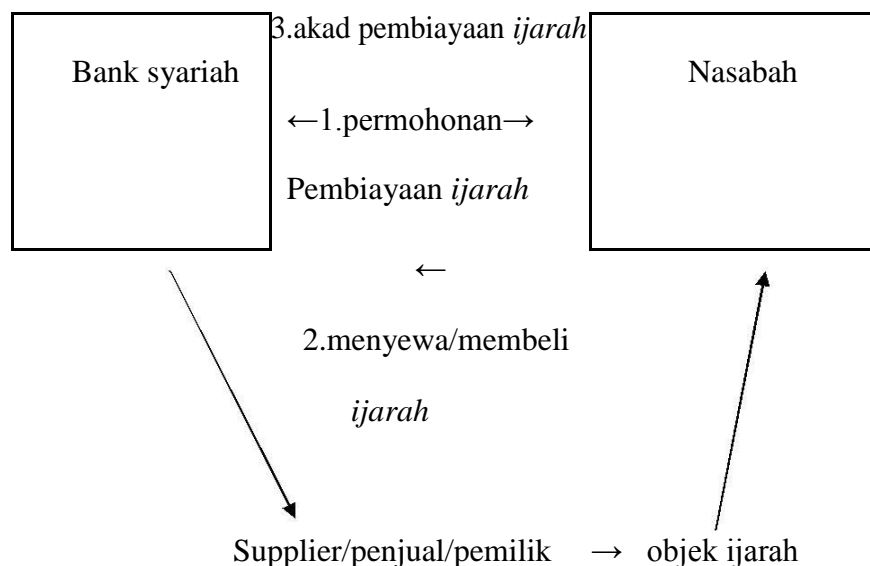 3.akad pembiayaan ijarah
Bank syariah
Nasabah
←1.permohonan→
Pembiayaan ijarah
←
2.menyewa/membeli
ijarah
Supplier/penjual/pemilik → objek ijarah